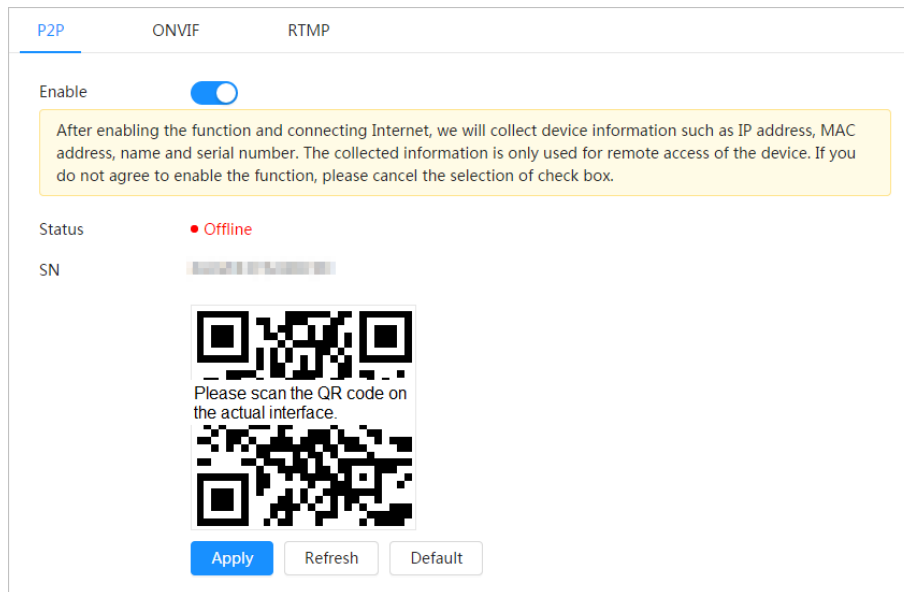 P2P ONVIF RTMP
Enable
After enabling the function and connecting Internet, we will collect device information such as IP address, MAC
address, name and serial number. The collected information is only used for remote access of the device. If you
do not agree to enable the function, please cancel the selection of check box.
Status Offline
SN
Please scan the QR code on
the actual interface.
Apply Refresh Default